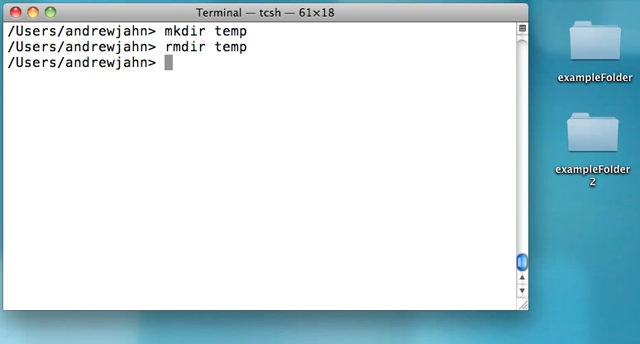 Terminal — tcsh — 61×18
/Users/andrewjahn> mkdir temp
/Users/andrewjahn> rmdir temp
/Users/andrewjahn>
exampleFolder
exampleFolder
2